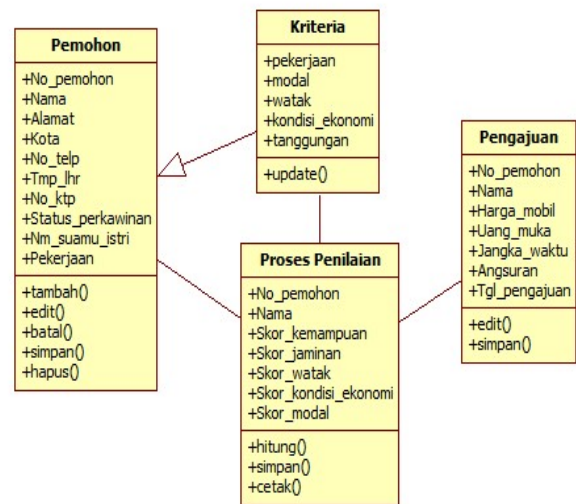 Pemohon
+No_pemohon
+Nama
+Alamat
+Kota
+No_telp
+Tmp_lhr
+No_ktp
+Status_perkawinan
+Nm_suamu_istri
+Pekerjaan
+tambah()
+edit()
+batal()
+simpan()
+hapus()
Kriteria
+pekerjaan
+modal
+watak
+kondisi_ekonomi
+tanggungan
+update()
Proses Penilaian
+No_pemohon
+Nama
+Skor_kemampuan
+Skor_jaminan
+Skor_watak
+Skor_kondisi_ekonomi
+Skor_modal
+hitung()
+simpan()
+cetak()
Pengajuan
+No_pemohon
+Nama
+Harga_mobil
+Uang_muka
+Jangka_waktu
+Angsuran
+Tgl_pengajuan
+edit()
+simpan()